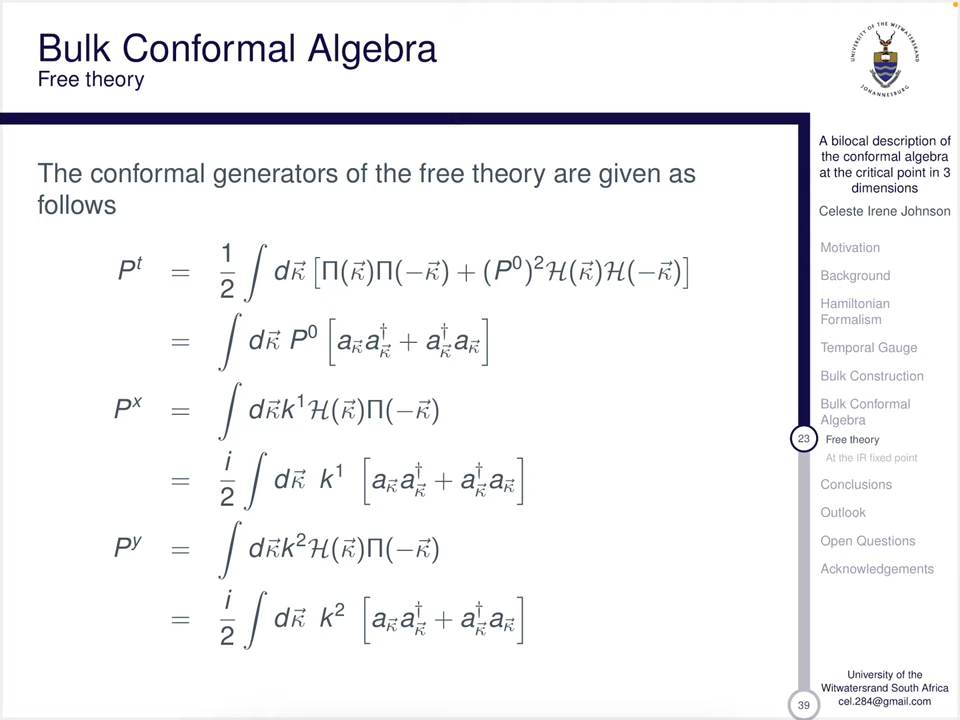 Bulk Conformal Algebra
Free theory
UNIVERSITY OF THE WITWATERSRAND
JOHANNESBURG
The conformal generators of the free theory are given as
follows
P^t = 1/2 ∫ dκ⃗ [Π(κ⃗)Π(−κ⃗) + (P^0)^2 ℋ(κ⃗)ℋ(−κ⃗)]
= ∫ dκ⃗ P^0 [a_κ⃗ a†_κ⃗ + a†_κ⃗ a_κ⃗]
P^x = ∫ dκ⃗k^1 ℋ(κ⃗)Π(−κ⃗)
= i/2 ∫ dκ⃗ k^1 [a_κ⃗ a†_κ⃗ + a†_κ⃗ a_κ⃗]
P^y = ∫ dκ⃗k^2 ℋ(κ⃗)Π(−κ⃗)
= i/2 ∫ dκ⃗ k^2 [a_κ⃗ a†_κ⃗ + a†_κ⃗ a_κ⃗]
A bilocal description of
the conformal algebra
at the critical point in 3
dimensions
Celeste Irene Johnson
Motivation
Background
Hamiltonian
Formalism
Temporal Gauge
Bulk Construction
Bulk Conformal
Algebra
23 Free theory
At the IR fixed point
Conclusions
Outlook
Open Questions
Acknowledgements
University of the
Witwatersrand South Africa
39 cel.284@gmail.com